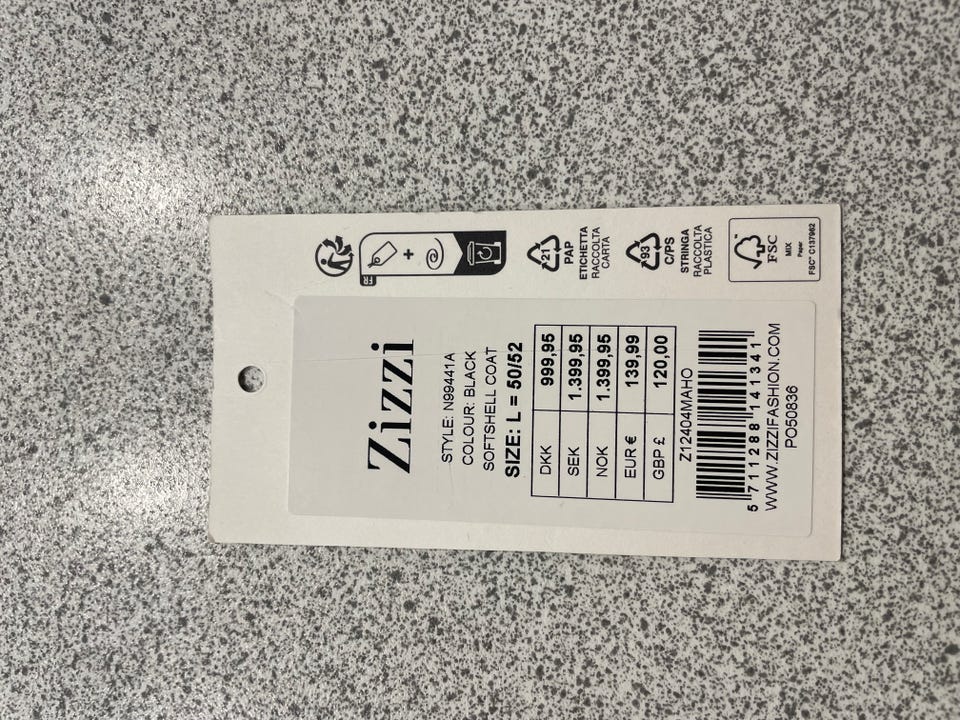 Zizzi
STYLE: N99441A
COLOUR: BLACK
SOFTSHELL COAT
SIZE: L = 50/52
DKK 999,95
SEK 1.399,95
NOK 1.399,95
EUR € 139,99
GBP £ 120,00
Z12404MAHO
5 711288 141341
WWW.ZIZZIFASHION.COM
PO50836
FR
+
21
PAP
ETICHETTA
RACCOLTA
CARTA
93
C/PS
STRINGA
RACCOLTA
PLASTICA
FSC
MIX
Paper
FSC® C137962